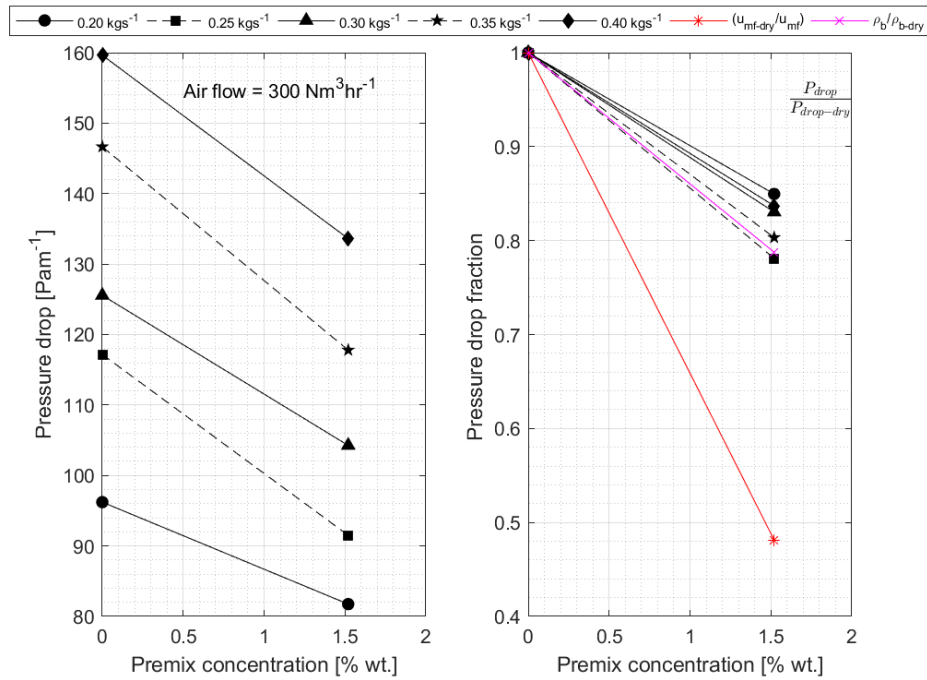 0.20 kgs⁻¹ 0.25 kgs⁻¹ 0.30 kgs⁻¹ 0.35 kgs⁻¹ 0.40 kgs⁻¹ (u_mf-dry/u_mf) ρ_b/ρ_b-dry
Air flow = 300 Nm³hr⁻¹
Pressure drop [Pam⁻¹]
160
150
140
130
120
110
100
90
80
0 0.5 1 1.5 2
Premix concentration [% wt.]
P_drop
P_drop-dry
Pressure drop fraction
1
0.9
0.8
0.7
0.6
0.5
0.4
0 0.5 1 1.5 2
Premix concentration [% wt.]